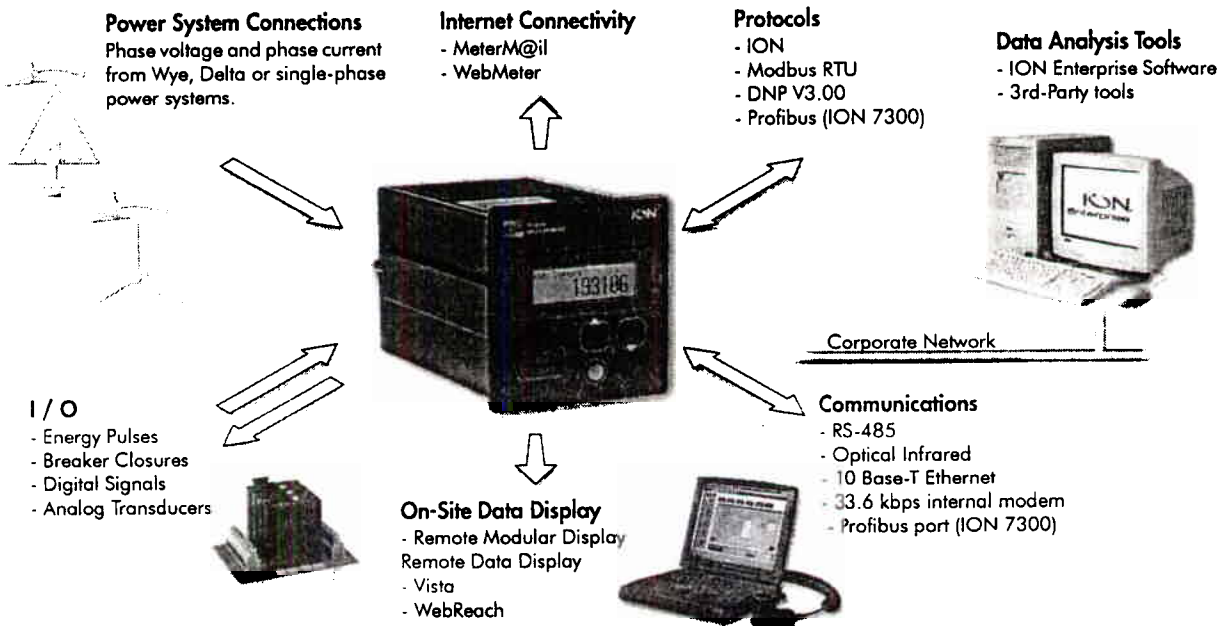 Power System Connections
Phase voltage and phase current
from Wye, Delta or single-phase
power systems.
Internet Connectivity
- MeterM@il
- WebMeter
Protocols
- ION
- Modbus RTU
- DNP V3.00
- Profibus (ION 7300)
Data Analysis Tools
- ION Enterprise Software
- 3rd-Party tools
ION
193106
ION
enterprise
Corporate Network
I / O
- Energy Pulses
- Breaker Closures
- Digital Signals
- Analog Transducers
On-Site Data Display
- Remote Modular Display
Remote Data Display
- Vista
- WebReach
Communications
- RS-485
- Optical Infrared
- 10 Base-T Ethernet
- 33.6 kbps internal modem
- Profibus port (ION 7300)